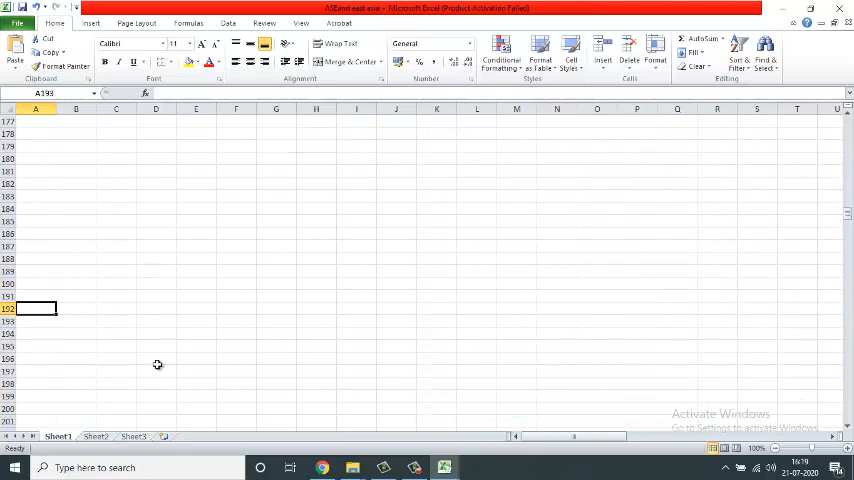 ASEand east asia - Microsoft Excel (Product Activation Failed)
File Home Insert Page Layout Formulas Data Review View Acrobat
Cut
Copy
Format Painter
Paste
Clipboard
Calibri 11
B I U
Font
Wrap Text
Merge & Center
Alignment
General
Number
Conditional Formatting
Format as Table
Cell Styles
Styles
Insert Delete Format
Cells
AutoSum
Fill
Clear
Sort & Filter
Find & Select
Editing
A193 fx
A B C D E F G H I J K L M N O P Q R S T U
177
178
179
180
181
182
183
184
185
186
187
188
189
190
191
192
193
194
195
196
197
198
199
200
201
Activate Windows
Go to Settings to activate Windows.
Sheet1 Sheet2 Sheet3
Ready 100%
Type here to search
16:19
21-07-2020